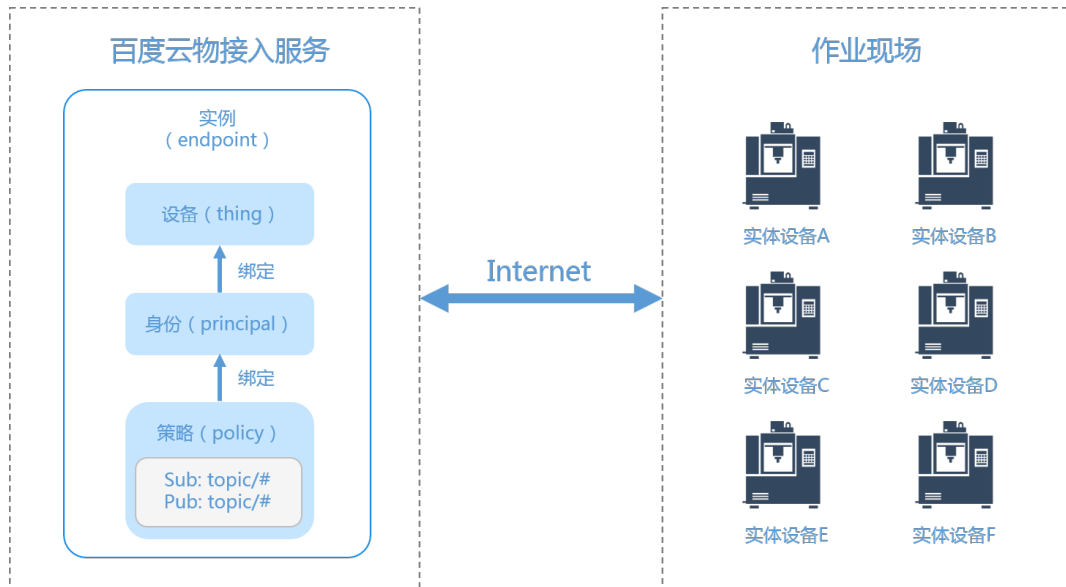 百度云物接入服务
实例
（endpoint）
设备（thing）
绑定
身份（principal）
绑定
策略（policy）
Sub: topic/#
Pub: topic/#
Internet
作业现场
实体设备A
实体设备B
实体设备C
实体设备D
实体设备E
实体设备F